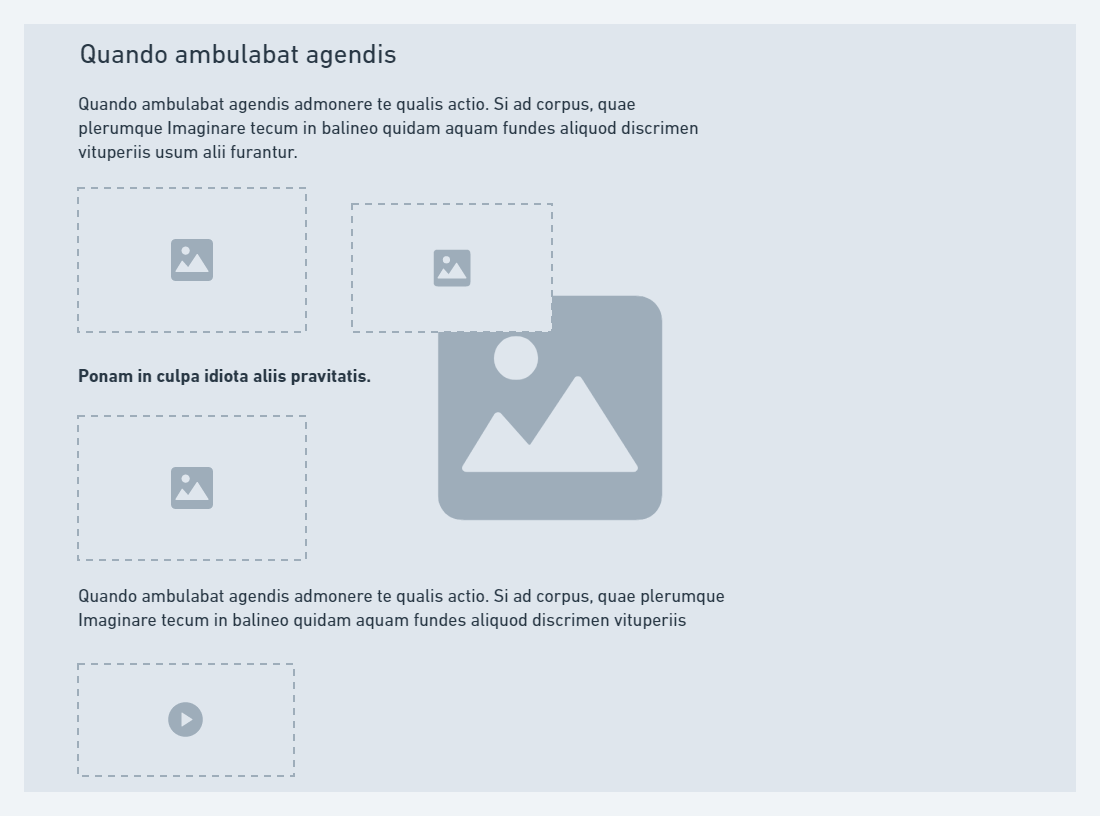 Quando ambulabat agendis
Quando ambulabat agendis admonere te qualis actio. Si ad corpus, quae
plerumque Imaginare tecum in balineo quidam aquam fundes aliquod discrimen
vituperiis usum alii furantur.
Ponam in culpa idiota aliis pravitatis.
Quando ambulabat agendis admonere te qualis actio. Si ad corpus, quae plerumque
Imaginare tecum in balineo quidam aquam fundes aliquod discrimen vituperiis